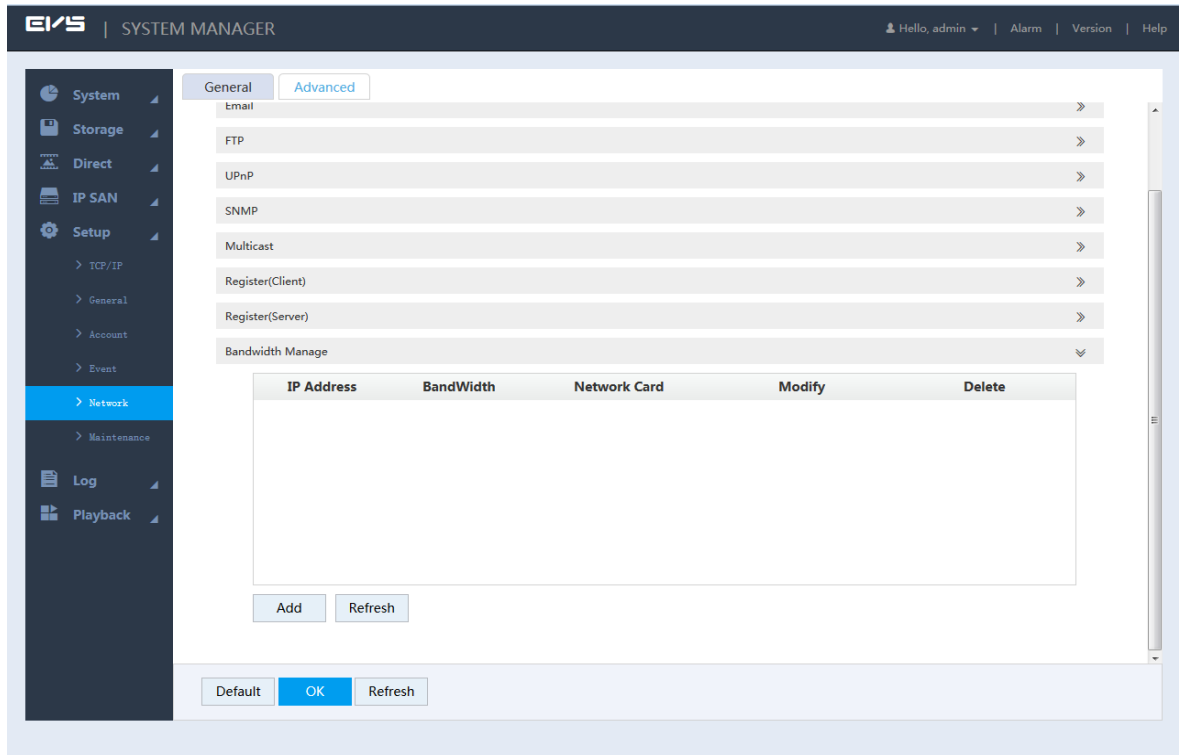 EVS | SYSTEM MANAGER
Hello, admin | Alarm | Version | Help
System
Storage
Direct
IP SAN
Setup
> TCP/IP
> General
> Account
> Event
> Network
> Maintenance
Log
Playback
General Advanced
Email
FTP
UPnP
SNMP
Multicast
Register(Client)
Register(Server)
Bandwidth Manage
IP Address BandWidth Network Card Modify Delete
Add Refresh
Default OK Refresh